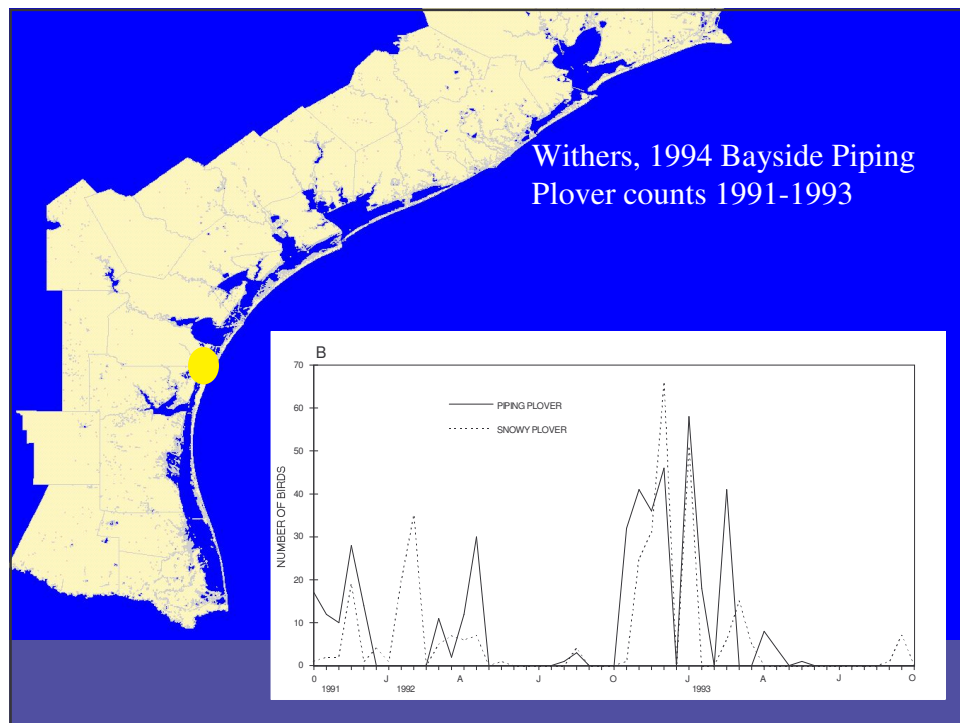 Withers, 1994 Bayside Piping
Plover counts 1991-1993
B
70
60
50
40
30
20
10
0
NUMBER OF BIRDS
PIPING PLOVER
SNOWY PLOVER
0 J A J O J A J O
1991 1992 1993